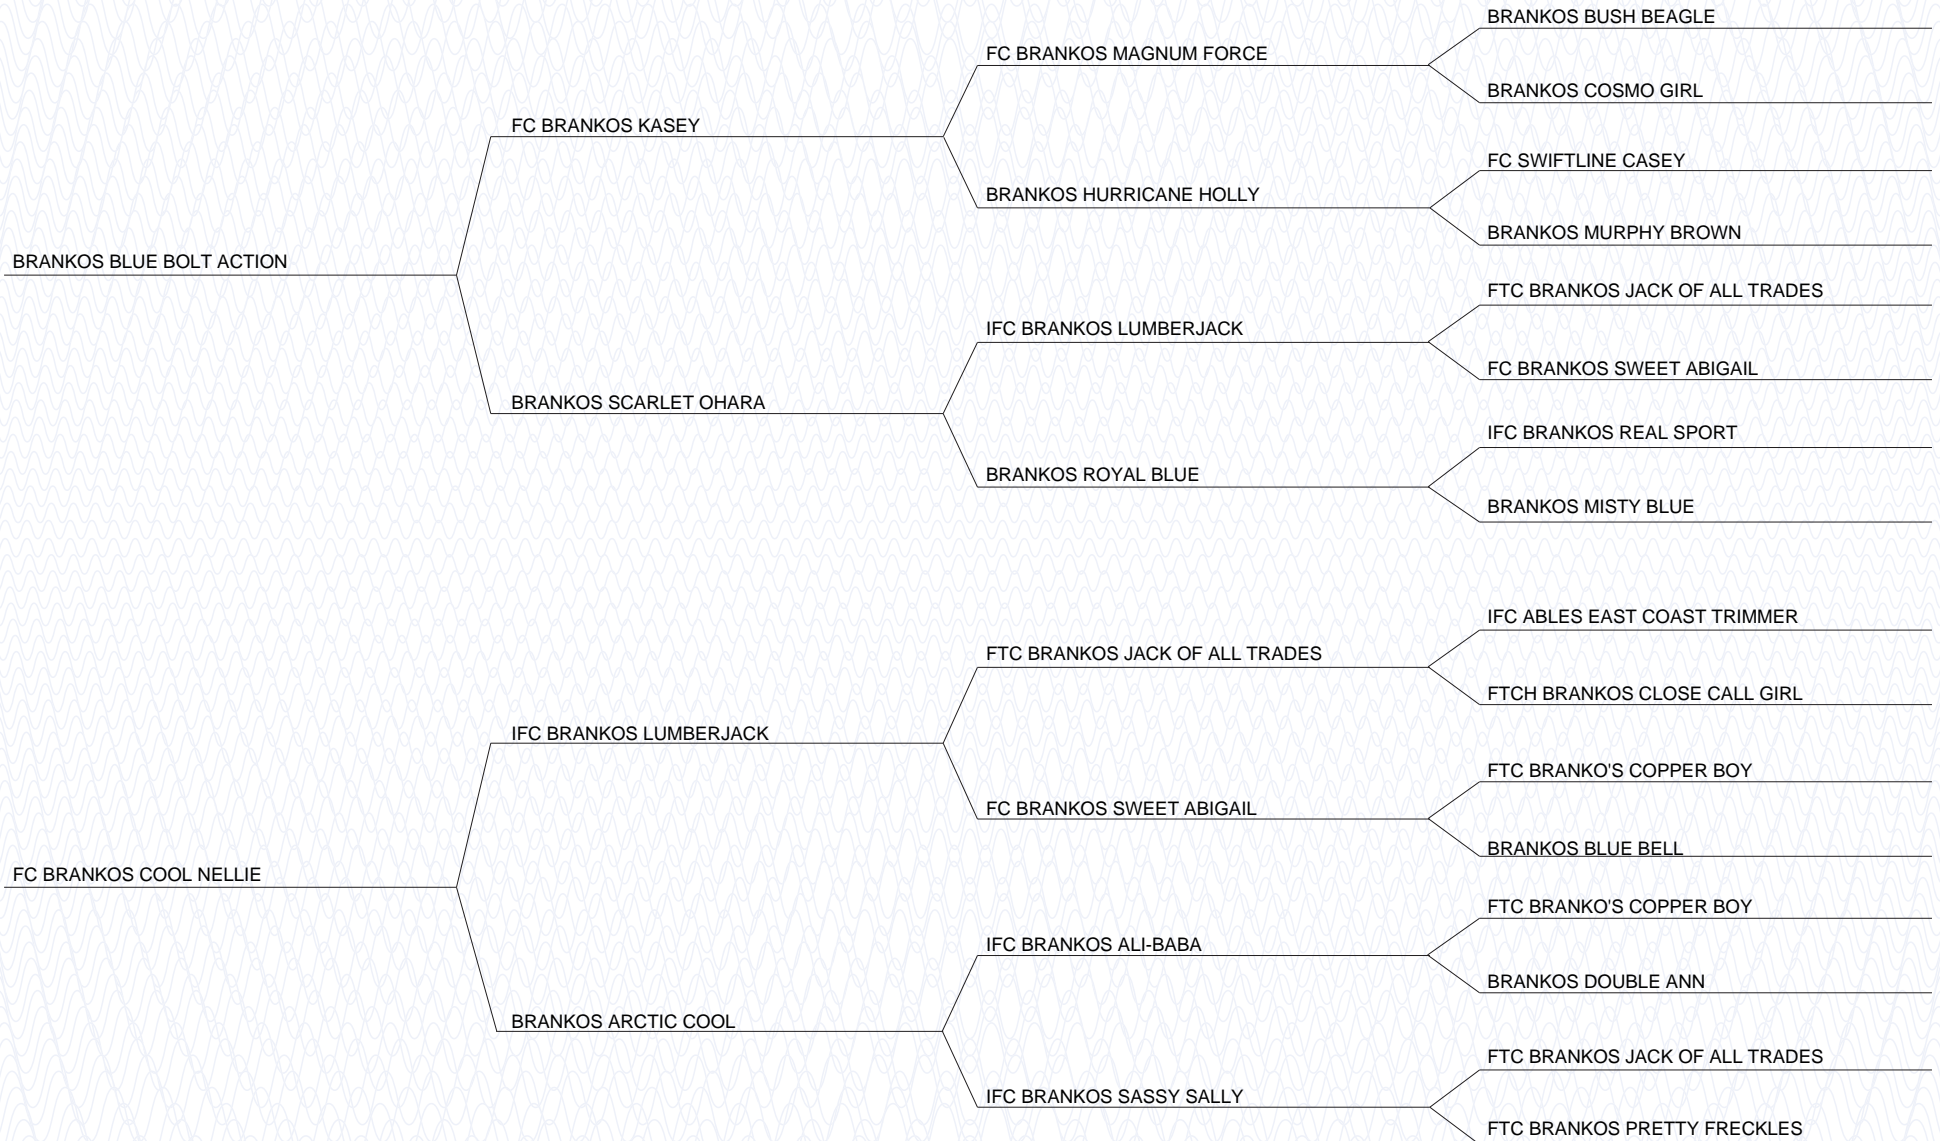 BRANKOS BUSH BEAGLE
FC BRANKOS MAGNUM FORCE
BRANKOS COSMO GIRL
FC BRANKOS KASEY
FC SWIFTLINE CASEY
BRANKOS HURRICANE HOLLY
BRANKOS MURPHY BROWN
BRANKOS BLUE BOLT ACTION
FTC BRANKOS JACK OF ALL TRADES
IFC BRANKOS LUMBERJACK
FC BRANKOS SWEET ABIGAIL
BRANKOS SCARLET OHARA
IFC BRANKOS REAL SPORT
BRANKOS ROYAL BLUE
BRANKOS MISTY BLUE
IFC ABLES EAST COAST TRIMMER
FTC BRANKOS JACK OF ALL TRADES
FTCH BRANKOS CLOSE CALL GIRL
IFC BRANKOS LUMBERJACK
FTC BRANKO'S COPPER BOY
FC BRANKOS SWEET ABIGAIL
BRANKOS BLUE BELL
FC BRANKOS COOL NELLIE
FTC BRANKO'S COPPER BOY
IFC BRANKOS ALI-BABA
BRANKOS DOUBLE ANN
BRANKOS ARCTIC COOL
FTC BRANKOS JACK OF ALL TRADES
IFC BRANKOS SASSY SALLY
FTC BRANKOS PRETTY FRECKLES